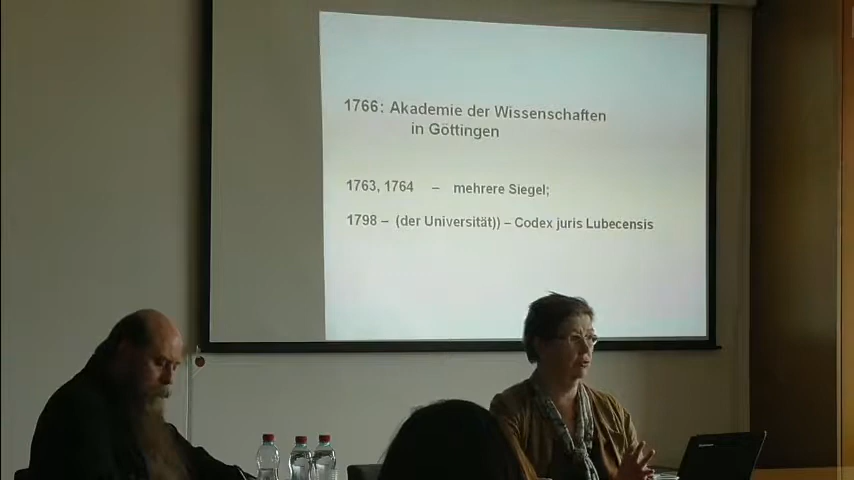 1766: Akademie der Wissenschaften
in Göttingen
1763, 1764 – mehrere Siegel;
1798 – (der Universität)) – Codex juris Lubecensis